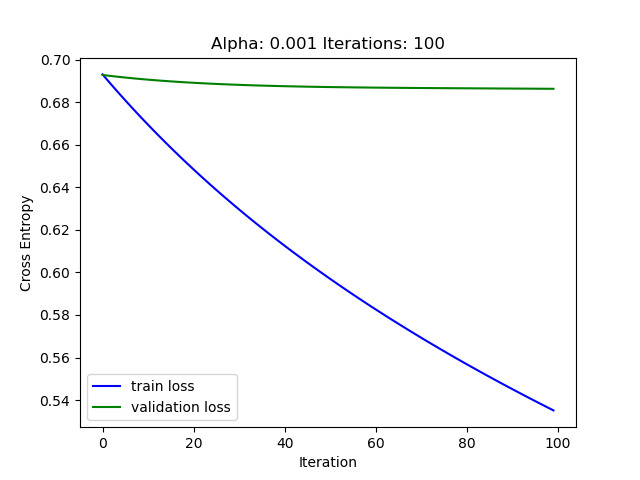 Alpha: 0.001 Iterations: 100
Cross Entropy
0.70
0.68
0.66
0.64
0.62
0.60
0.58
0.56
0.54
train loss
validation loss
0 20 40 60 80 100
Iteration